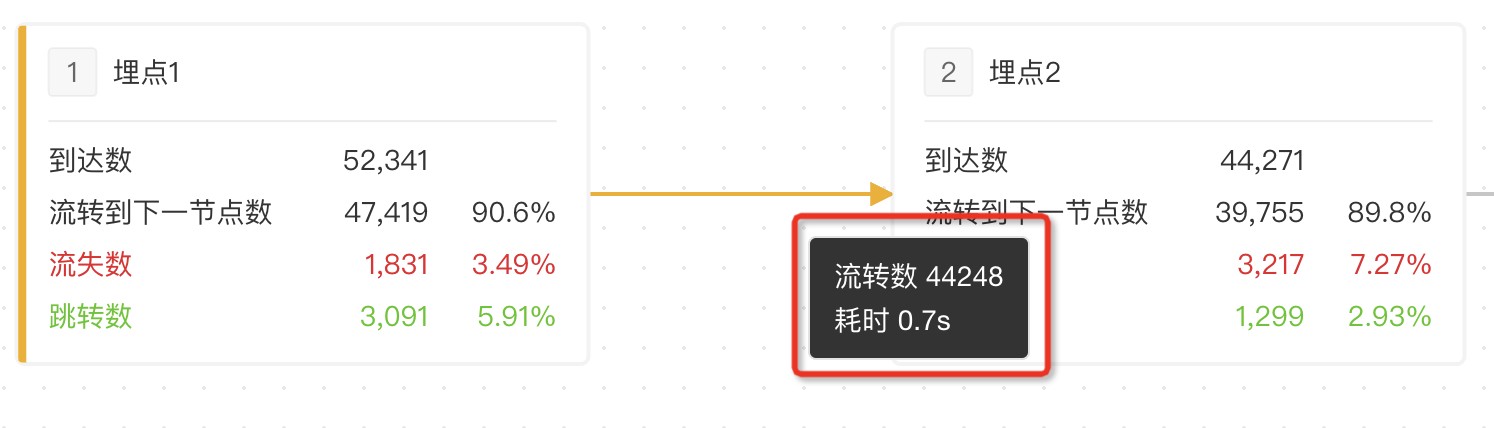 1 埋点1
到达数 52,341
流转到下一节点数 47,419 90.6%
流失数 1,831 3.49%
跳转数 3,091 5.91%
2 埋点2
到达数 44,271
流转到下一节点数 39,755 89.8%
3,217 7.27%
1,299 2.93%
流转数 44248
耗时 0.7s